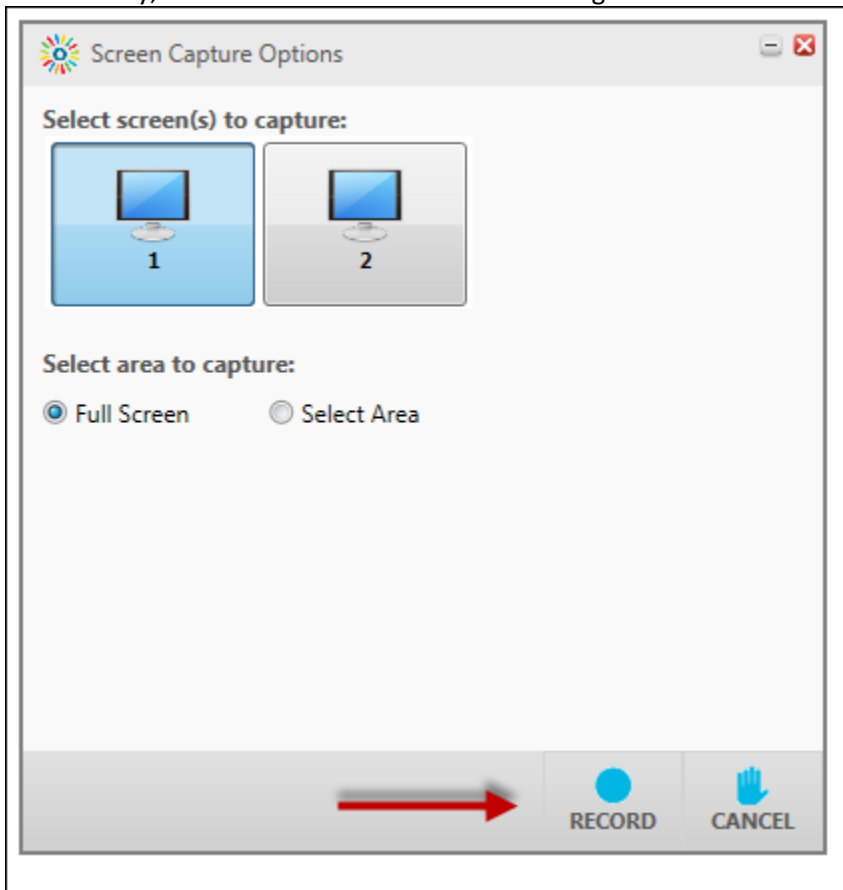 Screen Capture Options
Select screen(s) to capture:
1 2
Select area to capture:
Full Screen Select Area
RECORD CANCEL